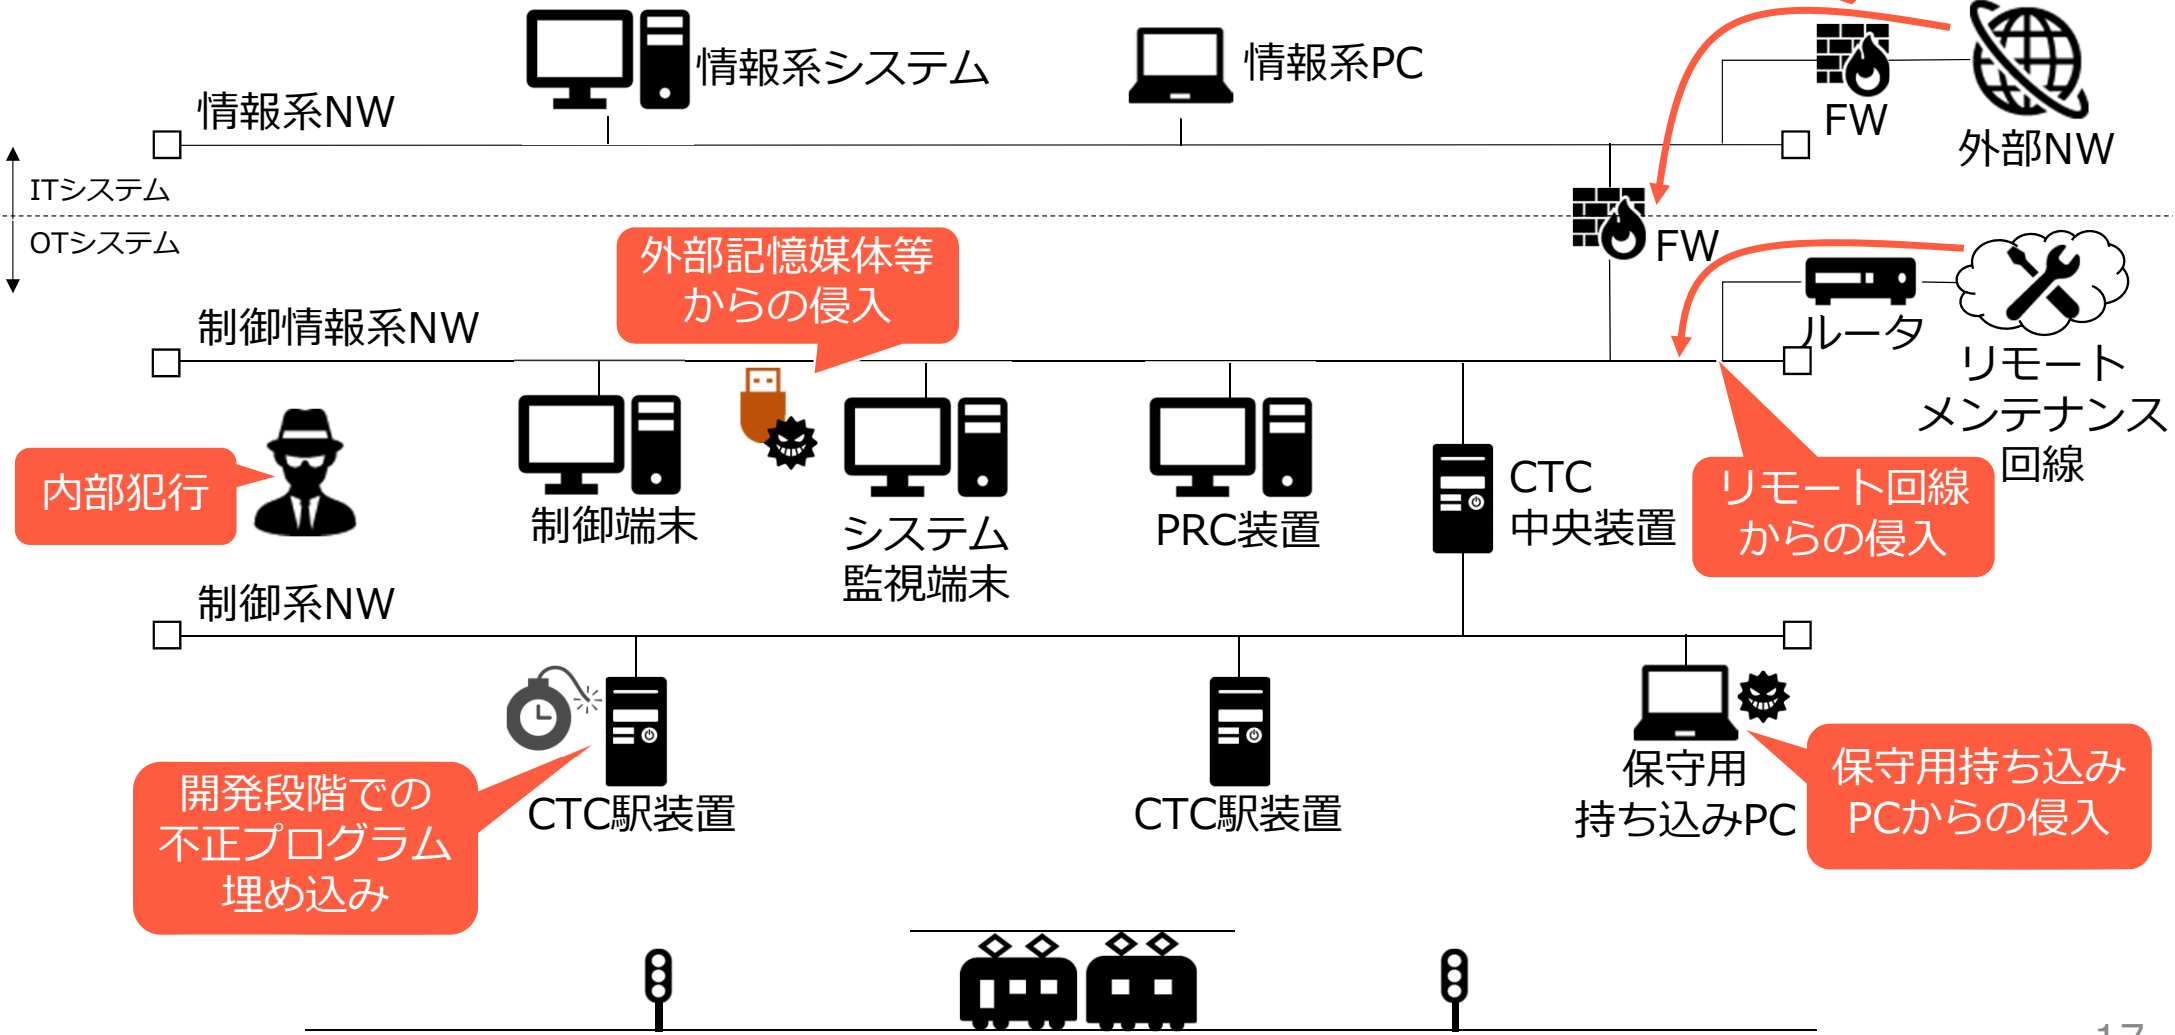 情報系システム
情報系PC
情報系NW
FW
外部NW
ITシステム
OTシステム
FW
外部記憶媒体等
からの侵入
制御情報系NW
ルータ
リモート
メンテナンス
回線
内部犯行
制御端末
システム
監視端末
PRC装置
CTC
中央装置
リモート回線
からの侵入
制御系NW
開発段階での
不正プログラム
埋め込み
CTC駅装置
CTC駅装置
保守用
持ち込みPC
保守用持ち込み
PCからの侵入
17